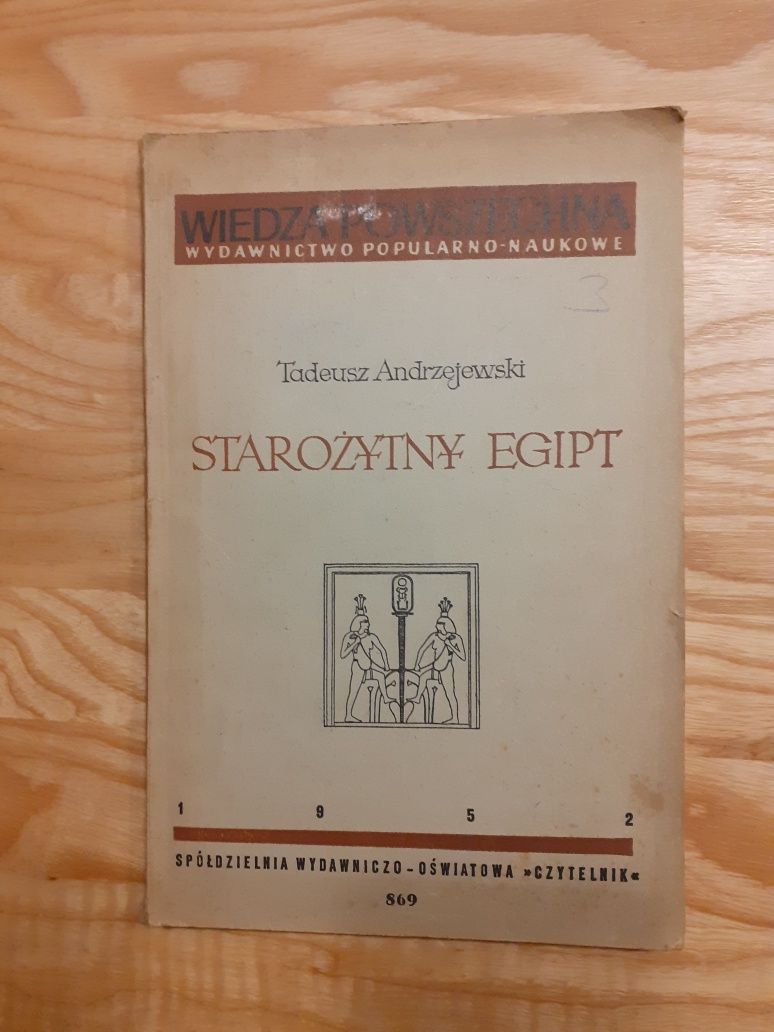 WIEDZA POWSZECHNA
WYDAWNICTWO POPULARNO-NAUKOWE
3
Tadeusz Andrzejewski
STAROŻYTNY EGIPT
1 9 5 2
SPÓŁDZIELNIA WYDAWNICZO-OŚWIATOWA »CZYTELNIK«
869